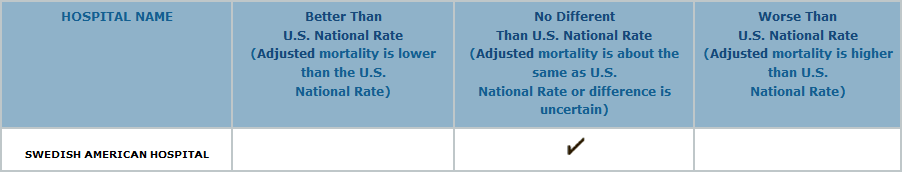 HOSPITAL NAME
Better Than
U.S. National Rate
(Adjusted mortality is lower
than the U.S.
National Rate)
No Different
Than U.S. National Rate
(Adjusted mortality is about the
same as U.S.
National Rate or difference is
uncertain)
Worse Than
U.S. National Rate
(Adjusted mortality is higher
than U.S.
National Rate)
SWEDISH AMERICAN HOSPITAL